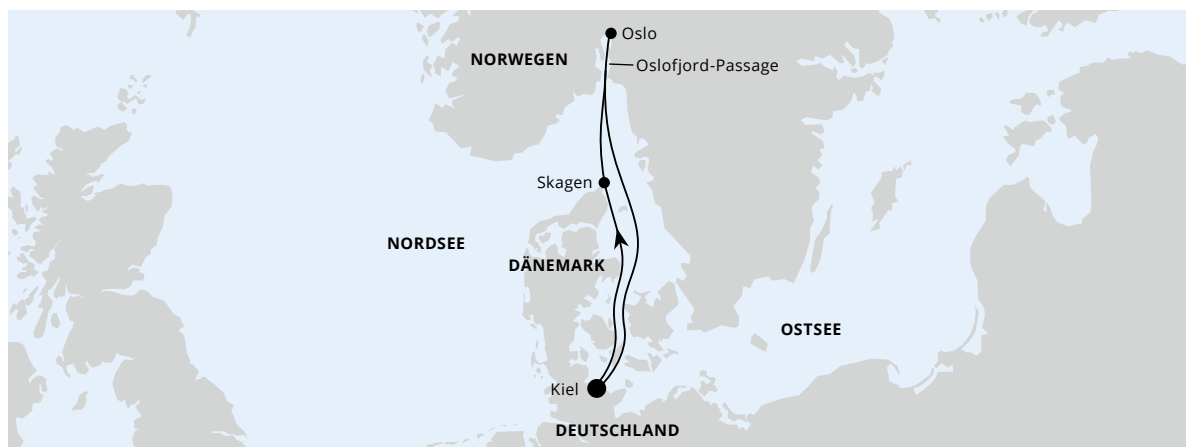 Oslo
NORWEGEN
Oslofjord-Passage
Skagen
NORDSEE
DÄNEMARK
OSTSEE
Kiel
DEUTSCHLAND